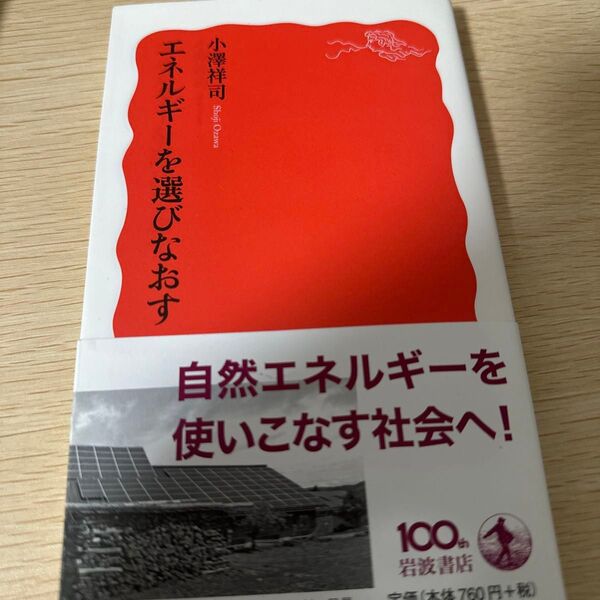 エネルギーを選びなおす
小澤祥司
Shoji Ozawa
自然エネルギーを
使いこなす社会へ!
100th
岩波書店
定価(本体760円+税)